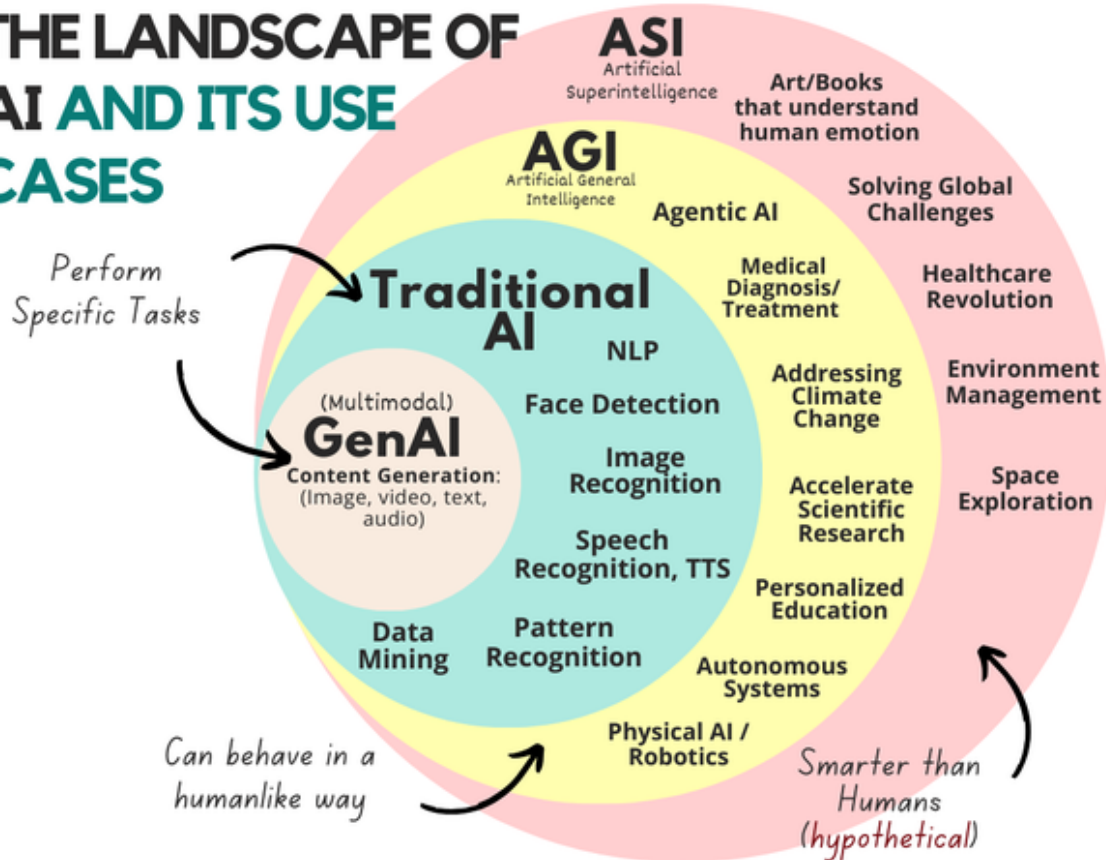 THE LANDSCAPE OF
AI AND ITS USE
CASES
ASI
Artificial
Superintelligence
Art/Books
that understand
human emotion
AGI
Artificial General
Intelligence
Agentic AI
Solving Global
Challenges
Perform
Specific Tasks
Traditional
AI
Medical
Diagnosis/
Treatment
Healthcare
Revolution
NLP
Face Detection
Addressing
Climate
Change
Environment
Management
(Multimodal)
GenAI
Content Generation:
(Image, video, text,
audio)
Image
Recognition
Accelerate
Scientific
Research
Space
Exploration
Speech
Recognition, TTS
Personalized
Education
Data
Mining
Pattern
Recognition
Autonomous
Systems
Physical AI /
Robotics
Can behave in a
humanlike way
Smarter than
Humans
(hypothetical)